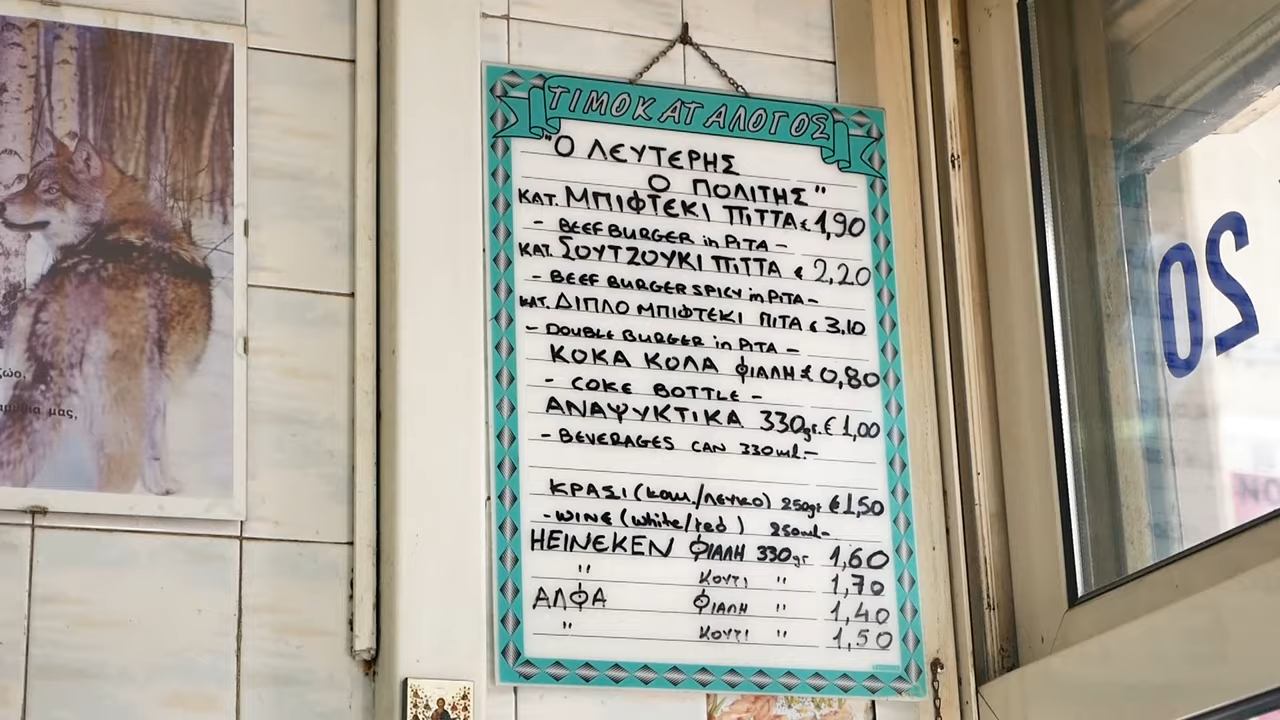 ΤΙΜΟΚΑΤΑΛΟΓΟΣ
"Ο ΛΕΥΤΕΡΗΣ
Ο ΠΟΛΙΤΗΣ"
ΚΑΤ. ΜΠΙΦΤΕΚΙ ΠΙΤΤΑ € 1,90
- BEEF BURGER in PITA -
ΚΑΤ. ΣΟΥΤΖΟΥΚΙ ΠΙΤΤΑ € 2,20
- BEEF BURGER SPICY in PITA -
ΚΑΤ. ΔΙΠΛΟ ΜΠΙΦΤΕΚΙ ΠΙΤΑ € 3,10
- DOUBLE BURGER in PITA -
ΚΟΚΑ ΚΟΛΑ ΦΙΑΛΗ € 0,80
- COKE BOTTLE -
ΑΝΑΨΥΚΤΙΚΑ 330gr. € 1,00
- BEVERAGES CAN 330ml. -
ΚΡΑΣΙ (κοκ./λευκο) 250gr € 1,50
- WINE (white/red) 250ml -
HEINEKEN ΦΙΑΛΗ 330gr 1,60
" ΚΟΥΤΙ " 1,70
ΑΛΦΑ ΦΙΑΛΗ " 1,40
" ΚΟΥΤΙ " 1,50
μας,
20